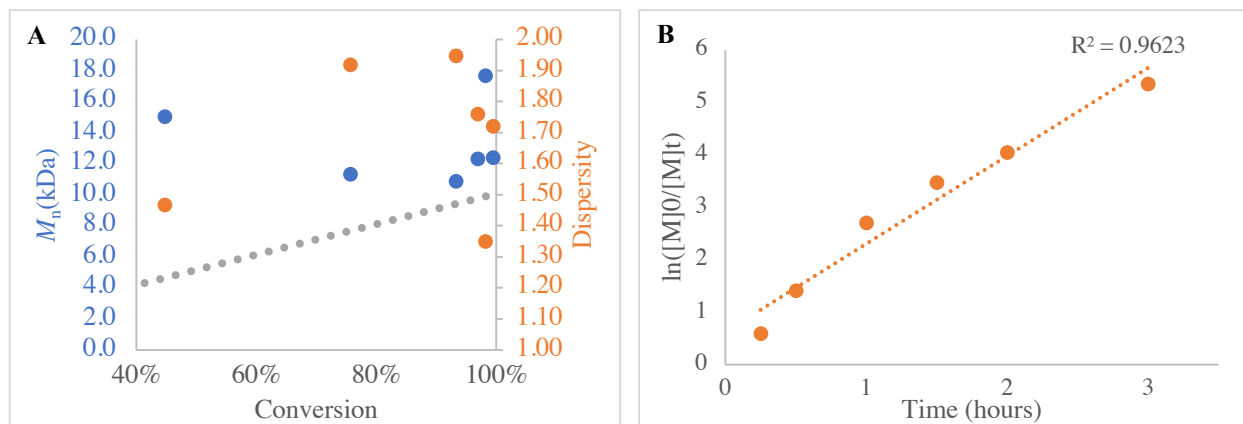 A
20.0
18.0
16.0
14.0
12.0
10.0
8.0
6.0
4.0
2.0
0.0
Mn(kDa)
2.00
1.90
1.80
1.70
1.60
1.50
1.40
1.30
1.20
1.10
1.00
Dispersity
40% 60% 80% 100%
Conversion
B
R² = 0.9623
6
5
4
3
2
1
0
ln([M]0/[M]t)
0 1 2 3
Time (hours)